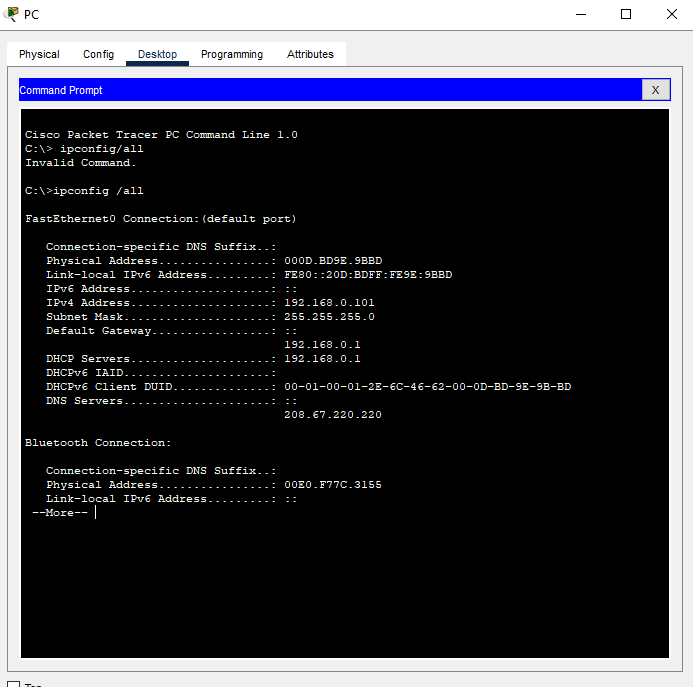 PC
Physical Config Desktop Programming Attributes
Command Prompt X
Cisco Packet Tracer PC Command Line 1.0
C:\> ipconfig/all
Invalid Command.
C:\>ipconfig /all
FastEthernet0 Connection:(default port)
Connection-specific DNS Suffix..:
Physical Address................: 000D.BD9E.9BBD
Link-local IPv6 Address.........: FE80::20D:BDFF:FE9E:9BBD
IPv6 Address....................: ::
IPv4 Address....................: 192.168.0.101
Subnet Mask.....................: 255.255.255.0
Default Gateway.................: ::
192.168.0.1
DHCP Servers....................: 192.168.0.1
DHCPv6 IAID.....................:
DHCPv6 Client DUID..............: 00-01-00-01-2E-6C-46-62-00-0D-BD-9E-9B-BD
DNS Servers.....................: ::
208.67.220.220
Bluetooth Connection:
Connection-specific DNS Suffix..:
Physical Address................: 00E0.F77C.3155
Link-local IPv6 Address.........: ::
--More--
Top